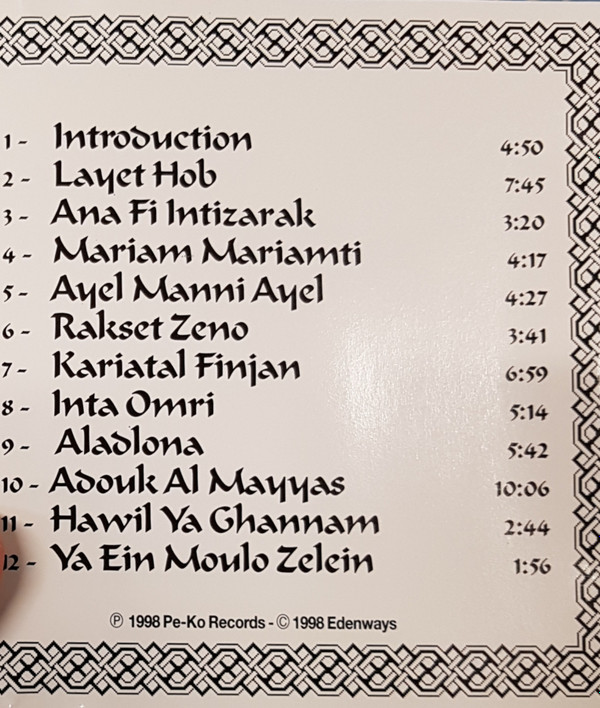 1 - Introduction 4:50
2 - Layet Hob 7:45
3 - Ana Fi Intizarak 3:20
4 - Mariam Mariamti 4:17
5 - Ayel Manni Ayel 4:27
6 - Rakset Zeno 3:41
7 - Kariatal Finjan 6:59
8 - Inta Omri 5:14
9 - Aladlona 5:42
10 - Adouk Al Mayyas 10:06
11 - Hawil Ya Ghannam 2:44
12 - Ya Ein Moulo Zelein 1:56
℗ 1998 Pe-Ko Records - © 1998 Edenways